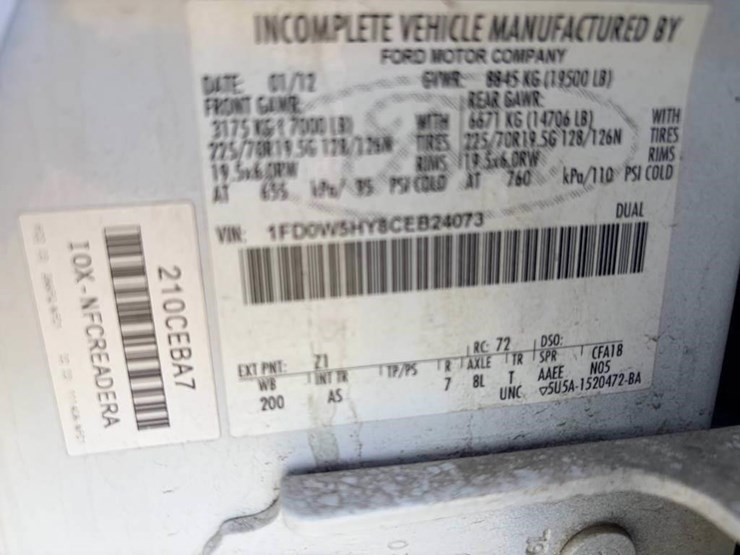 INCOMPLETE VEHICLE MANUFACTURED BY
FORD MOTOR COMPANY
DATE: 01/12 GVWR: 8845 KG (19500 LB)
FRONT GAWR: REAR GAWR:
3175 KG (7000 LB) WITH 6671 KG (14706 LB) WITH
225/70R19.5G 128/126N TIRES 225/70R19.5G 128/126N TIRES
19.5x6.0RW RIMS 19.5x6.0RW RIMS
AT 655 kPa/ 95 PSI COLD AT 760 kPa/110 PSI COLD
DUAL
VIN: 1FD0W5HY8CEB24073
EXT PNT: Z1 RC: 72 DSO:
WB INT TR TP/PS R AXLE TR SPR CFA18
200 AS 7 8L T AAEE N05
UNC ▽5U5A-1520472-BA
210CEBA7
IOX-NFCREADERA